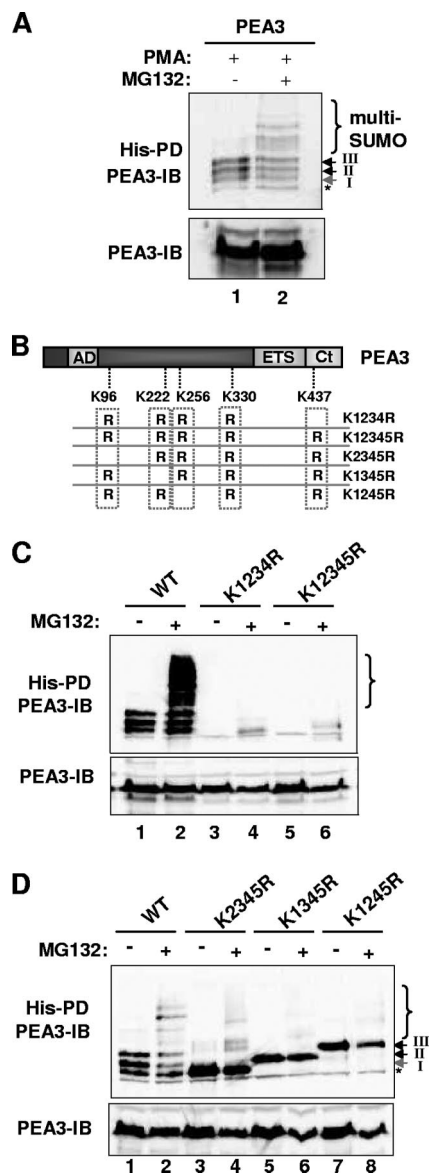 A
PEA3
PMA: + +
MG132: - +
multi-
SUMO
His-PD
PEA3-IB
III
II
I
*
PEA3-IB
1 2
B
AD ETS Ct PEA3
K96 K222 K256 K330 K437
R R R R K1234R
R R R R R K12345R
R R R R K2345R
R R R R K1345R
R R R R K1245R
C
WT K1234R K12345R
MG132: - + - + - +
His-PD
PEA3-IB
PEA3-IB
1 2 3 4 5 6
D
WT K2345R K1345R K1245R
MG132: - + - + - + - +
His-PD
PEA3-IB
III
II
I
*
PEA3-IB
1 2 3 4 5 6 7 8